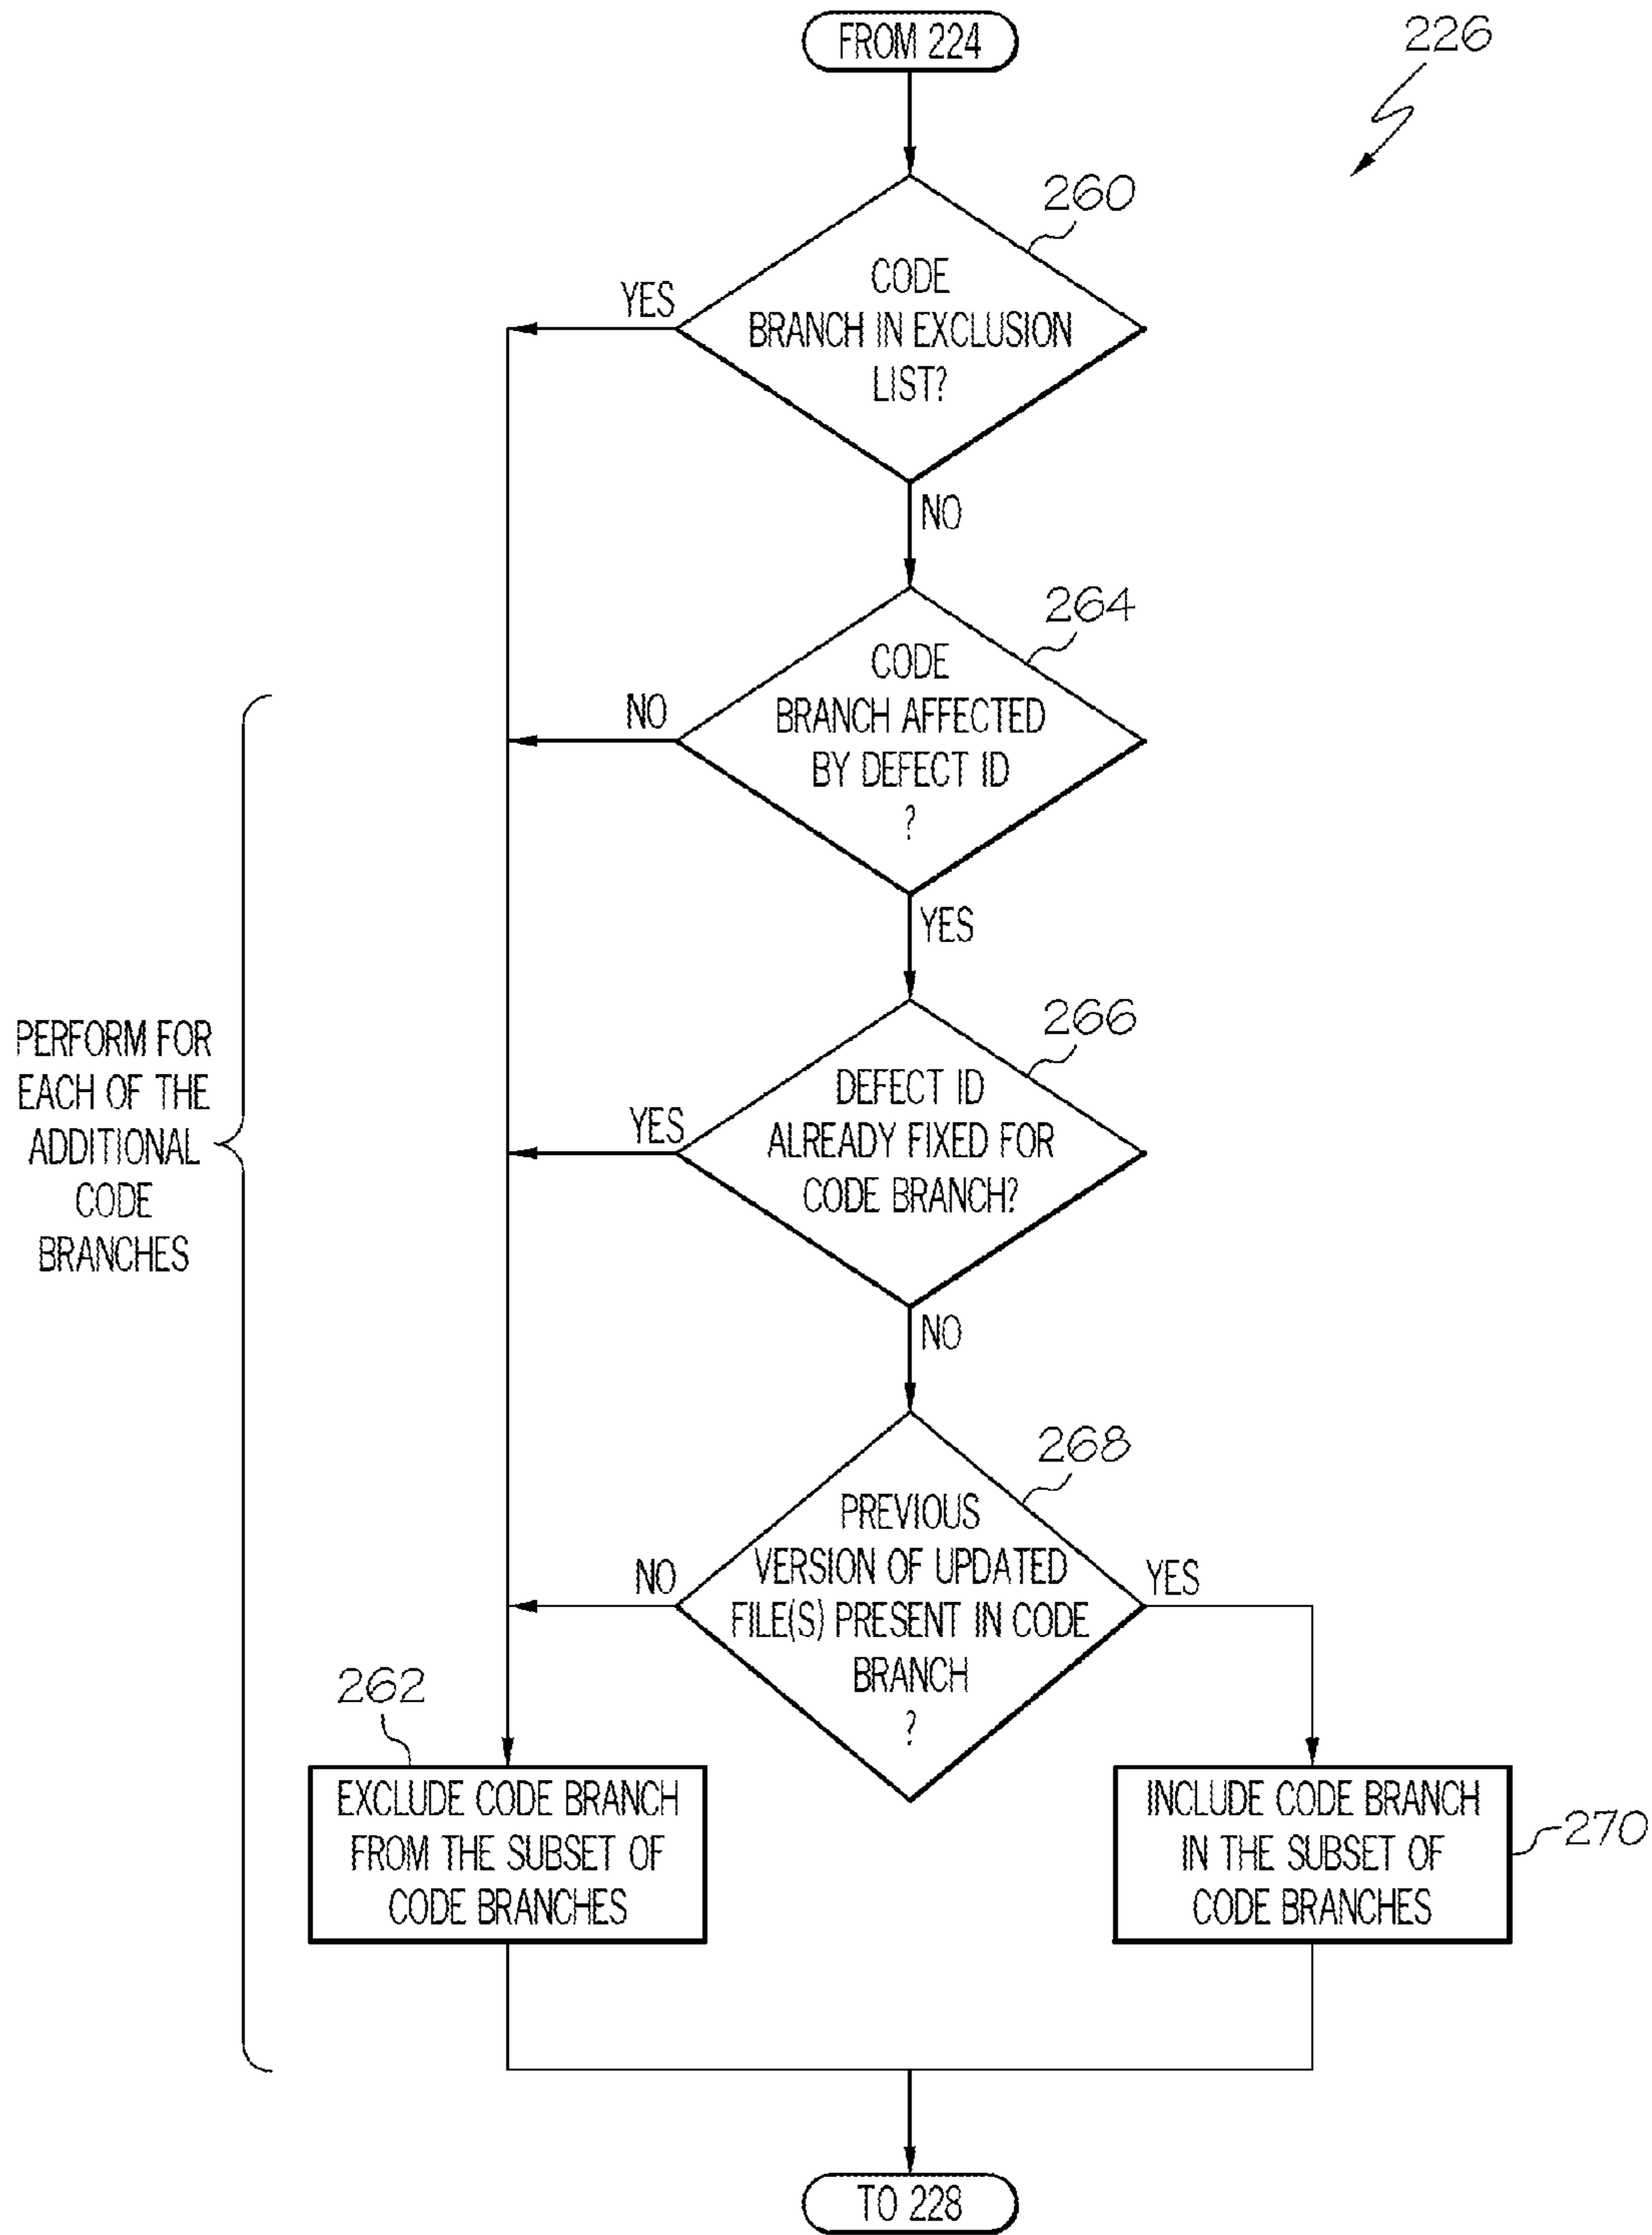 FROM 224
226
260
CODE
BRANCH IN EXCLUSION
LIST?
YES
NO
264
CODE
BRANCH AFFECTED
BY DEFECT ID
?
NO
YES
266
DEFECT ID
ALREADY FIXED FOR
CODE BRANCH?
YES
NO
PERFORM FOR
EACH OF THE
ADDITIONAL
CODE
BRANCHES
268
PREVIOUS
VERSION OF UPDATED
FILE(S) PRESENT IN CODE
BRANCH
?
NO
YES
262
EXCLUDE CODE BRANCH
FROM THE SUBSET OF
CODE BRANCHES
INCLUDE CODE BRANCH
IN THE SUBSET OF
CODE BRANCHES
270
TO 228